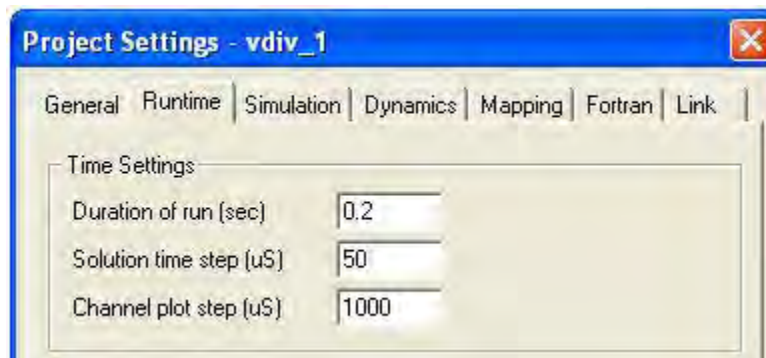 Project Settings - vdiv_1
General Runtime Simulation Dynamics Mapping Fortran Link
Time Settings
Duration of run (sec) 0.2
Solution time step (uS) 50
Channel plot step (uS) 1000